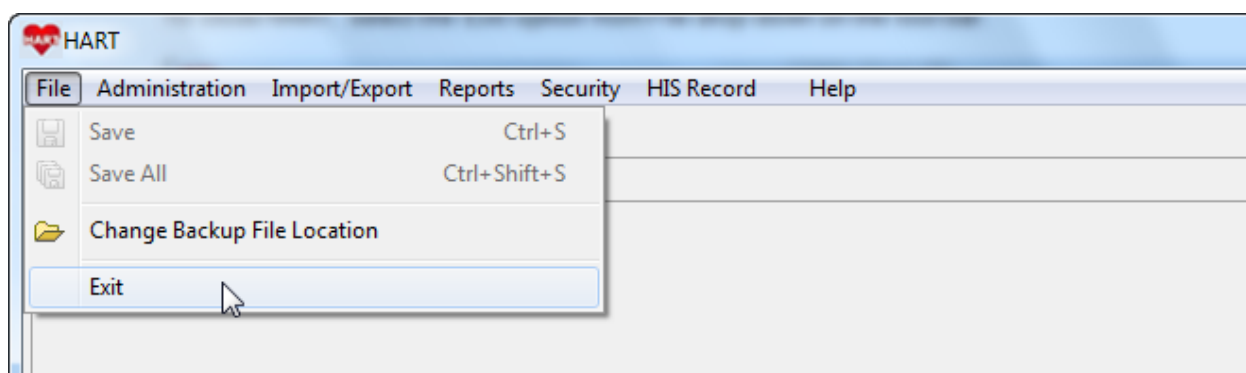 HART HART
File Administration Import/Export Reports Security HIS Record Help
Save Ctrl+S
Save All Ctrl+Shift+S
Change Backup File Location
Exit